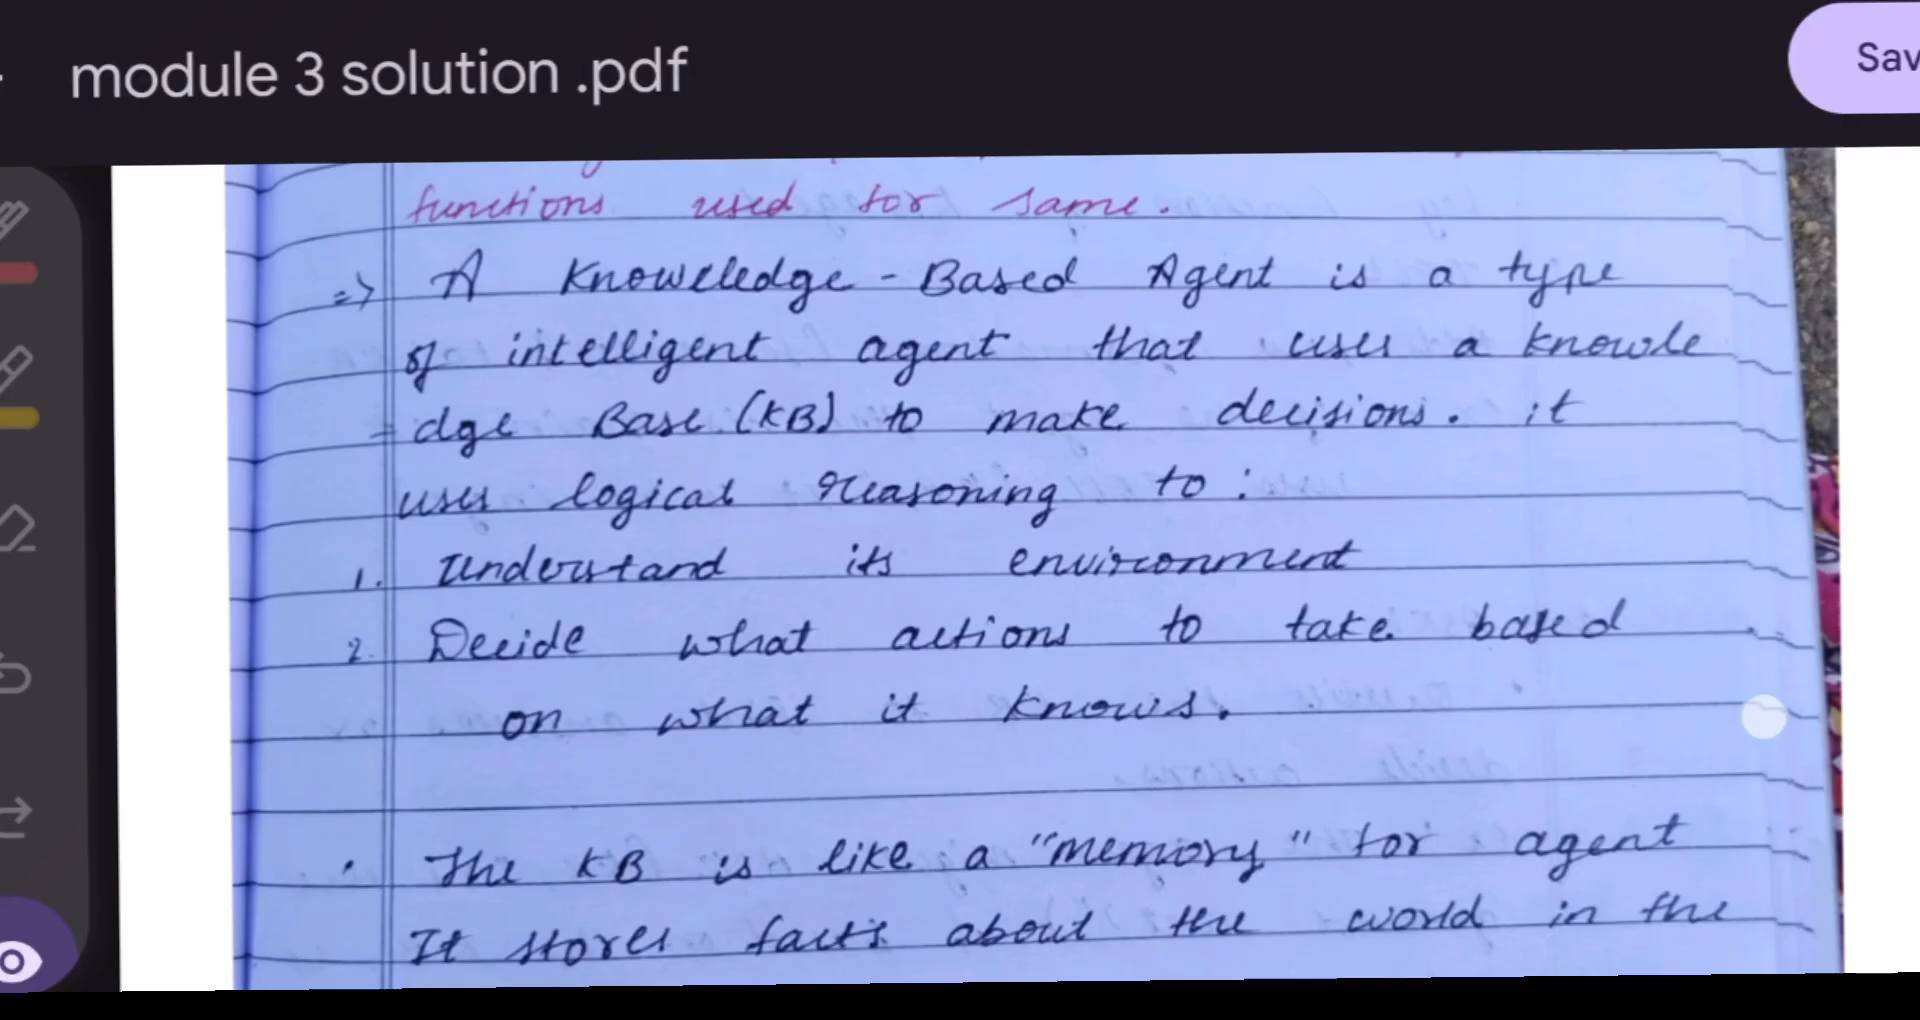 module 3 solution .pdf
Sav
functions used for same.
=> A Knoweledge - Based Agent is a type
of intelligent agent that uses a knowle
= dge Base (KB) to make decisions. it
uses logical reasoning to :
1. Understand its environment
2. Decide what actions to take based
on what it knows.
. The KB is like a "memory" for agent
It stores facts about the world in the